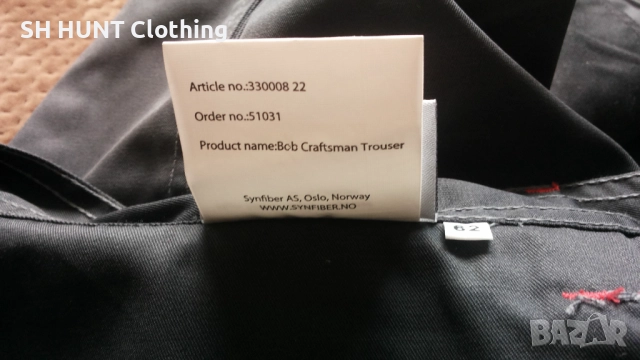 SH HUNT Clothing
Article no.:330008 22
Order no.:51031
Product name:Bob Craftsman Trouser
Synfiber AS, Oslo, Norway
WWW.SYNFIBER.NO
62
BAZAR